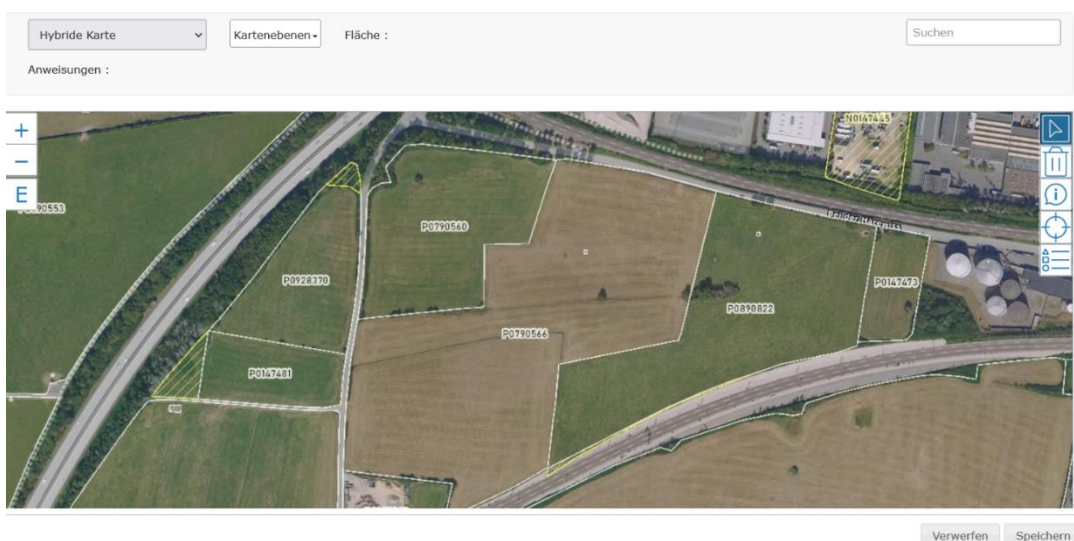 Hybride Karte
Kartenebenen
Fläche :
Suchen
Anweisungen :
+
−
E
N0147445
P0790560
P0928370
P0147473
P0890822
P0790566
P0147481
Verwerfen
Speichern